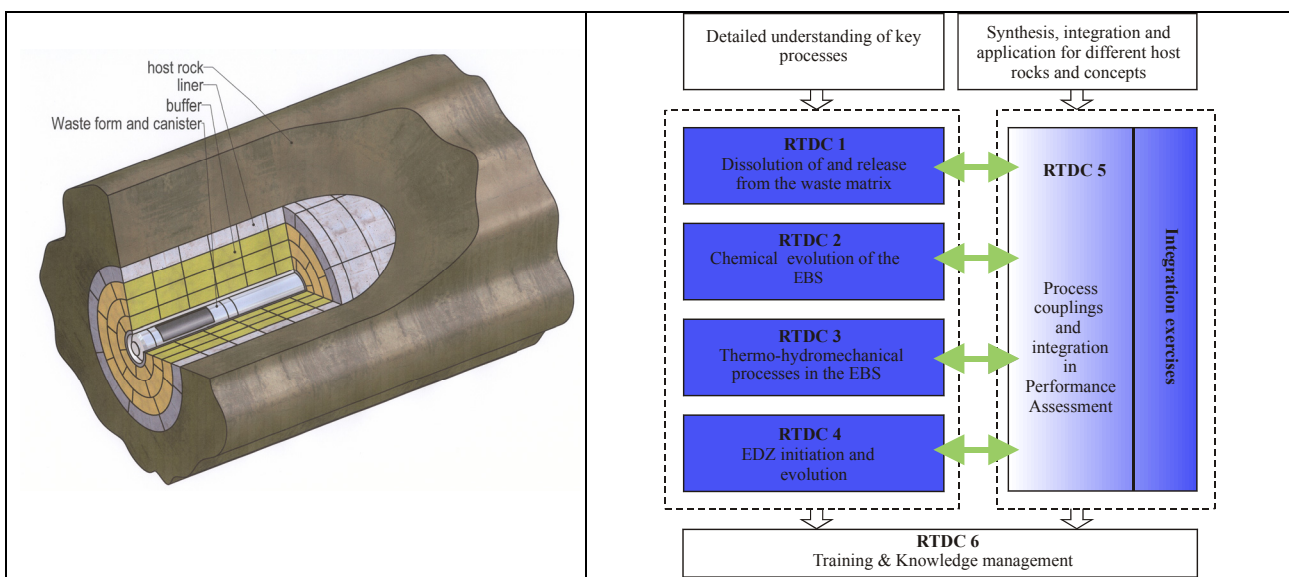 host rock
liner
buffer
Waste form and canister
Detailed understanding of key
processes
Synthesis, integration and
application for different host
rocks and concepts
RTDC 1
Dissolution of and release
from the waste matrix
RTDC 2
Chemical evolution of the
EBS
RTDC 3
Thermo-hydromechanical
processes in the EBS
RTDC 4
EDZ initiation and
evolution
RTDC 5
Process
couplings
and
integration
in
Performance
Assessment
Integration exercises
RTDC 6
Training & Knowledge management